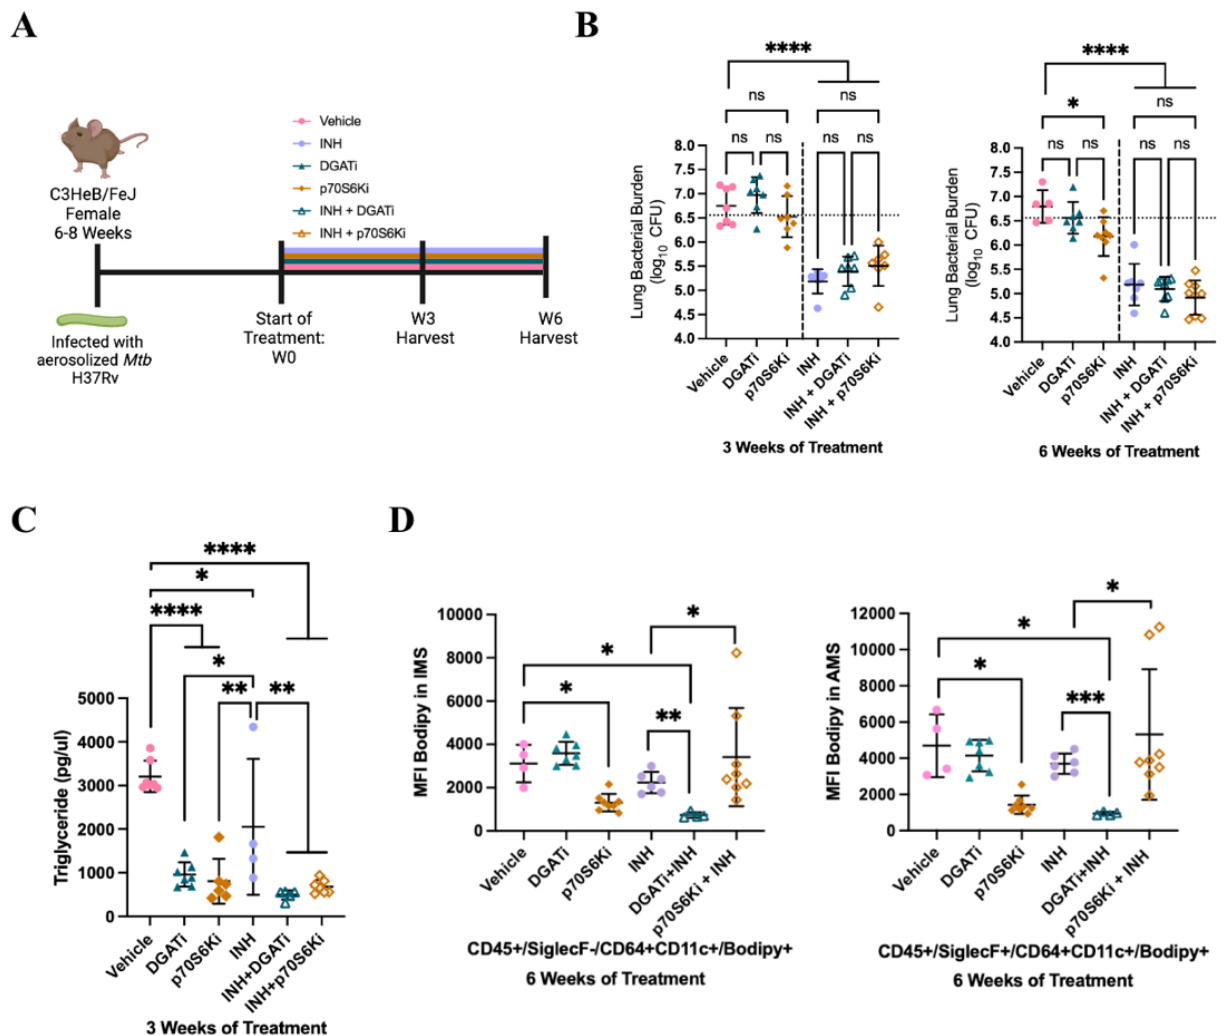 A
C3HeB/FeJ
Female
6-8 Weeks
Infected with
aerosolized Mtb
H37Rv
Vehicle
INH
DGATi
p70S6Ki
INH + DGATi
INH + p70S6Ki
Start of
Treatment:
W0
W3
Harvest
W6
Harvest
B
****
ns
ns
ns
ns
ns
ns
Lung Bacterial Burden
(log10 CFU)
8.0
7.5
7.0
6.5
6.0
5.5
5.0
4.5
4.0
Vehicle
DGATi
p70S6Ki
INH
INH + DGATi
INH + p70S6Ki
3 Weeks of Treatment
****
*
ns
ns
ns
ns
ns
Lung Bacterial Burden
(log10 CFU)
8.0
7.5
7.0
6.5
6.0
5.5
5.0
4.5
4.0
Vehicle
DGATi
p70S6Ki
INH
INH + DGATi
INH + p70S6Ki
6 Weeks of Treatment
C
****
*
****
*
**
**
Triglyceride (pg/ul)
5000
4000
3000
2000
1000
0
Vehicle
DGATi
p70S6Ki
INH
INH+DGATi
INH+p70S6Ki
3 Weeks of Treatment
D
*
*
*
**
MFI Bodipy in IMS
10000
8000
6000
4000
2000
0
Vehicle
DGATi
p70S6Ki
INH
DGATi+INH
p70S6Ki + INH
CD45+/SiglecF-/CD64+CD11c+/Bodipy+
6 Weeks of Treatment
*
*
*
***
MFI Bodipy in AMS
12000
10000
8000
6000
4000
2000
0
Vehicle
DGATi
p70S6Ki
INH
DGATi+INH
p70S6Ki + INH
CD45+/SiglecF+/CD64+CD11c+/Bodipy+
6 Weeks of Treatment